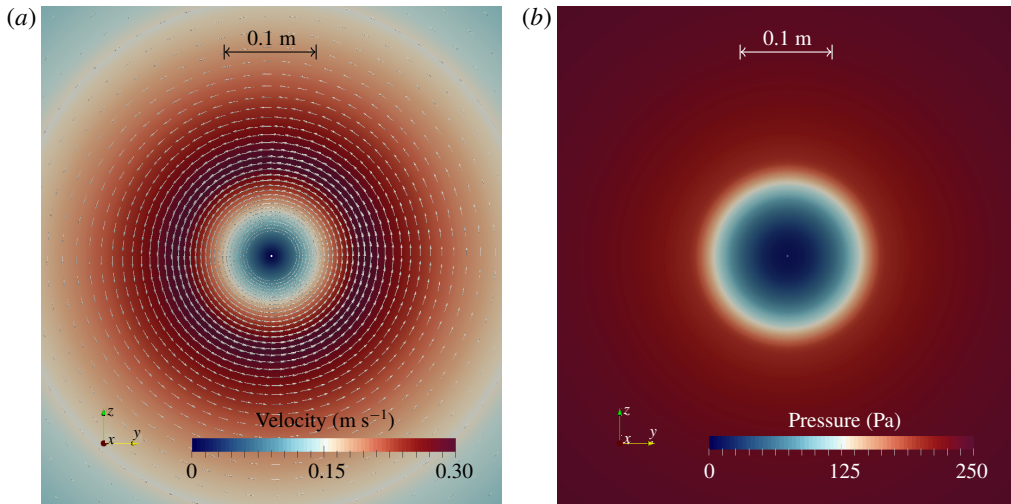 (a)
0.1 m
Velocity (m s⁻¹)
0 0.15 0.30
z
x y
(b)
0.1 m
Pressure (Pa)
0 125 250
z
x y